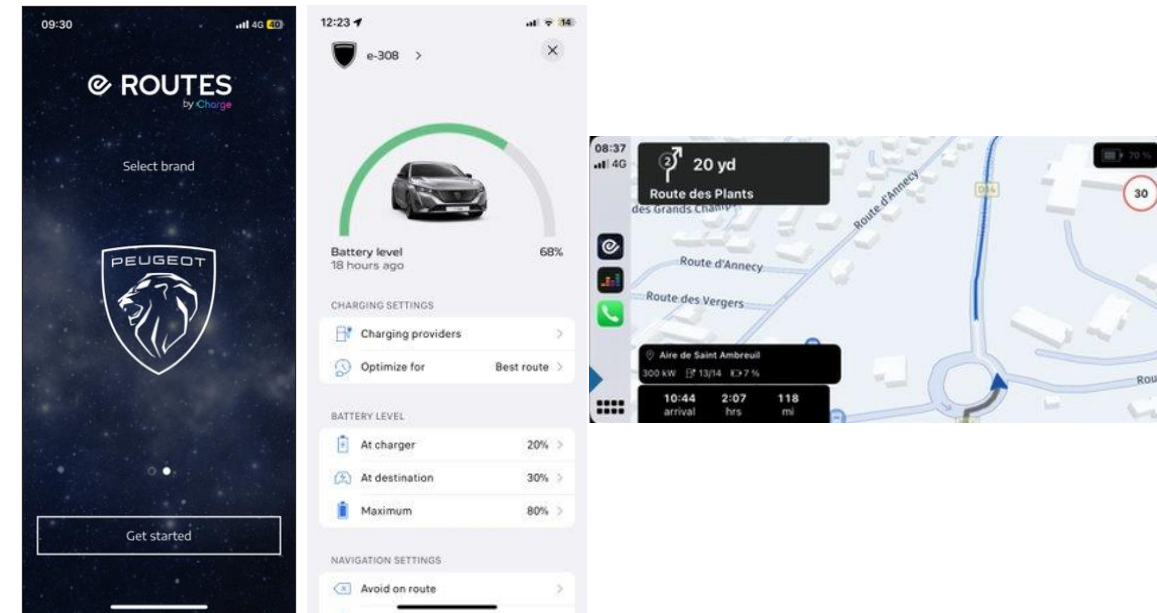 09:30
4G 40
e ROUTES
by Charge
Select brand
PEUGEOT
Get started
12:23
14
e-308
Battery level 68%
18 hours ago
CHARGING SETTINGS
Charging providers
Optimize for Best route
BATTERY LEVEL
At charger 20%
At destination 30%
Maximum 80%
NAVIGATION SETTINGS
Avoid on route
08:37
4G
2 20 yd
Route des Plants
70 %
30
des Grands Champs
Route d'Annecy
D14
Route d'Annecy
Route des Vergers
Aire de Saint Ambreuil
300 kW 13/14 7 %
10:44 2:07 118
arrival hrs mi
Rou